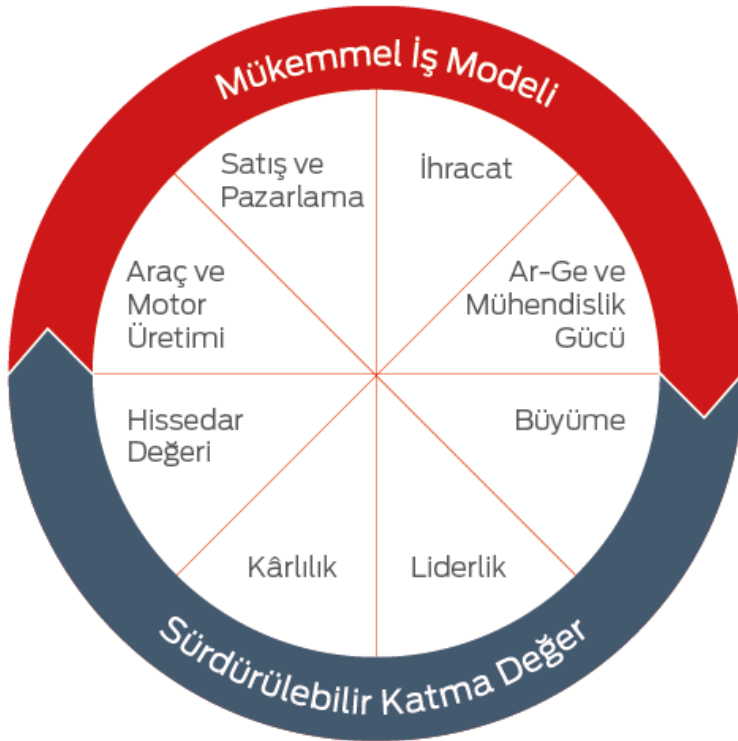 Mükemmel İş Modeli
Satış ve
Pazarlama
İhracat
Araç ve
Motor
Üretimi
Ar-Ge ve
Mühendislik
Gücü
Hissedar
Değeri
Büyüme
Kârlılık
Liderlik
Sürdürülebilir Katma Değer